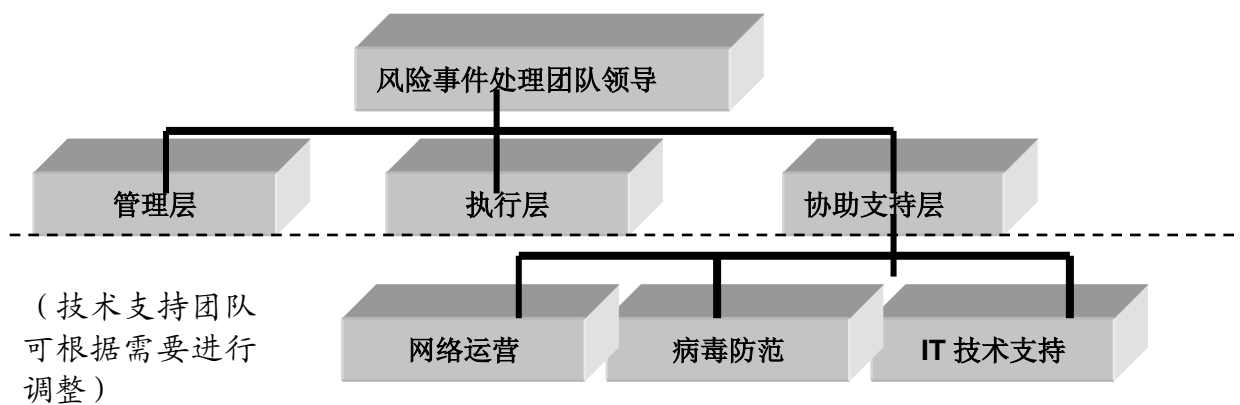 风险事件处理团队领导
管理层
执行层
协助支持层
（技术支持团队
可根据需要进行
调整）
网络运营
病毒防范
IT 技术支持